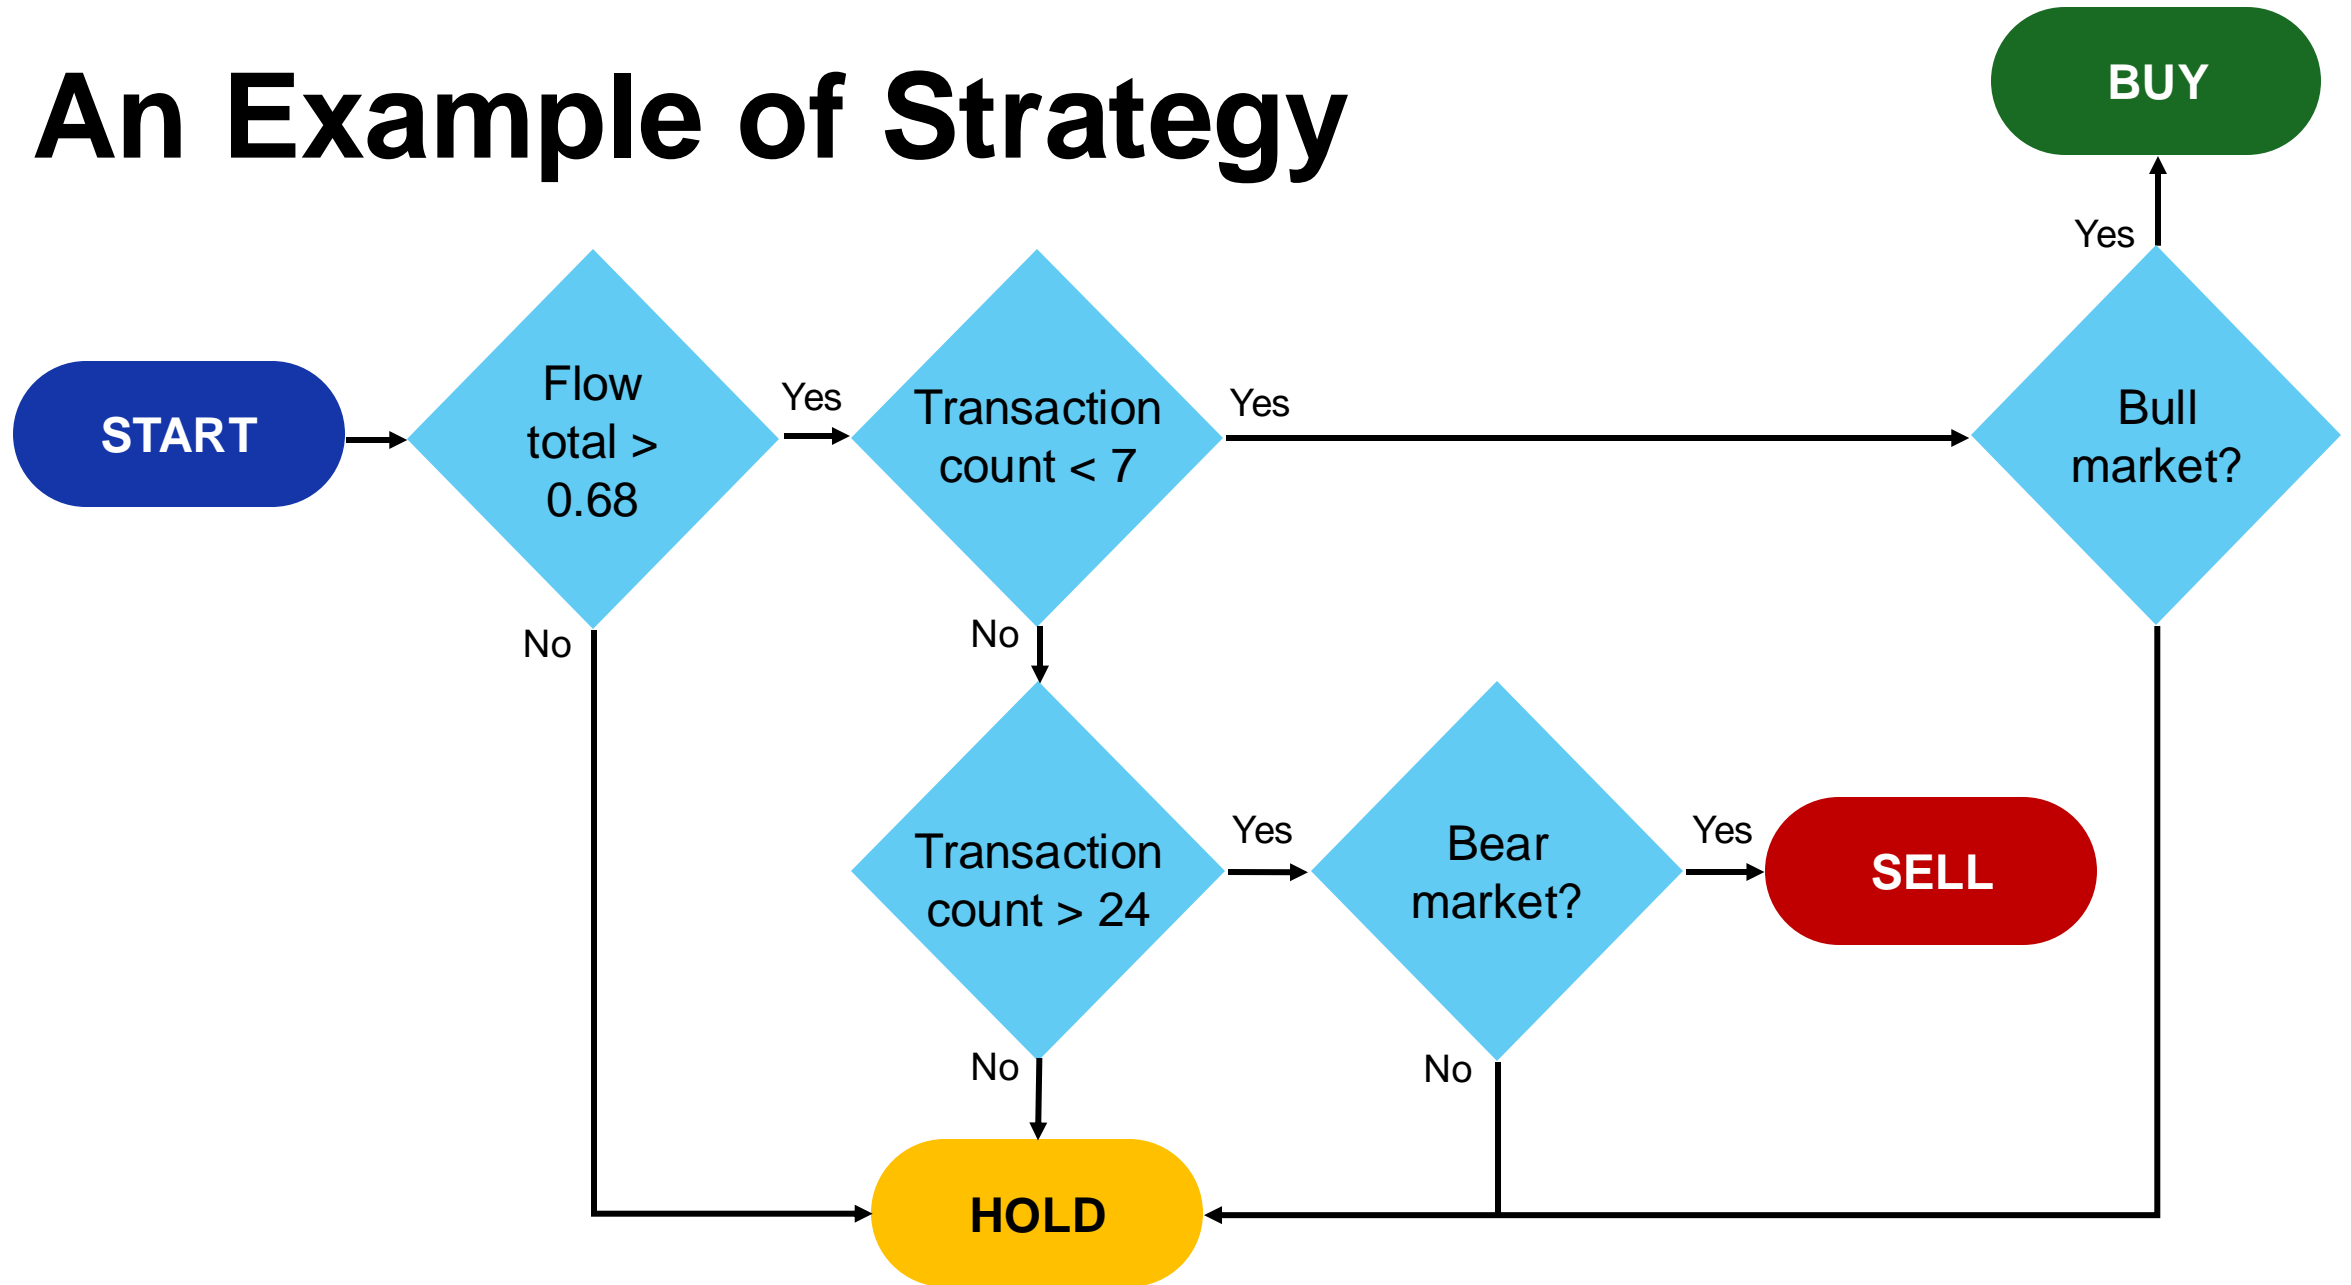 An Example of Strategy
BUY
Yes
START
Flow
total >
0.68
Yes
Transaction
count < 7
Yes
Bull
market?
No
No
Transaction
count > 24
Yes
Bear
market?
Yes
SELL
No
No
HOLD